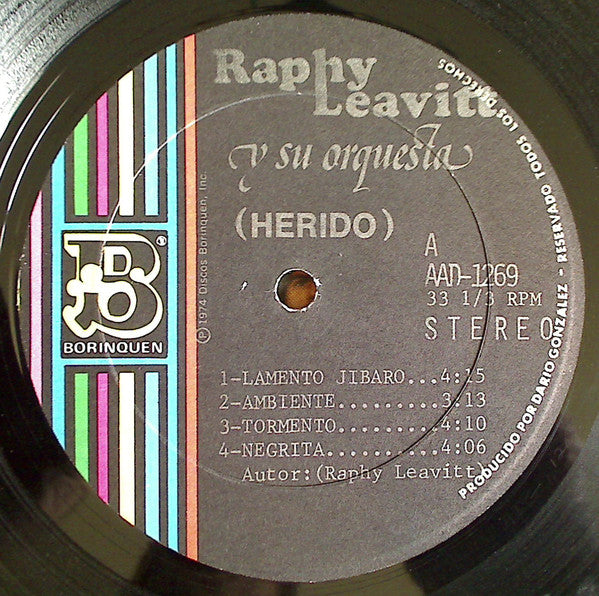 Raphy
Leavitt
y su orquesta
(HERIDO)
A
AAD-1269
33 1/3 RPM
STEREO
BORINQUEN
®
℗ 1974 Discos Borinquen, Inc.
1-LAMENTO JIBARO...4:15
2-AMBIENTE.........3:13
3-TORMENTO.........4:10
4-NEGRITA..........4:06
Autor:(Raphy Leavitt)
PRODUCIDO POR DARIO GONZALEZ - RESERVADO TODOS LOS DERECHOS